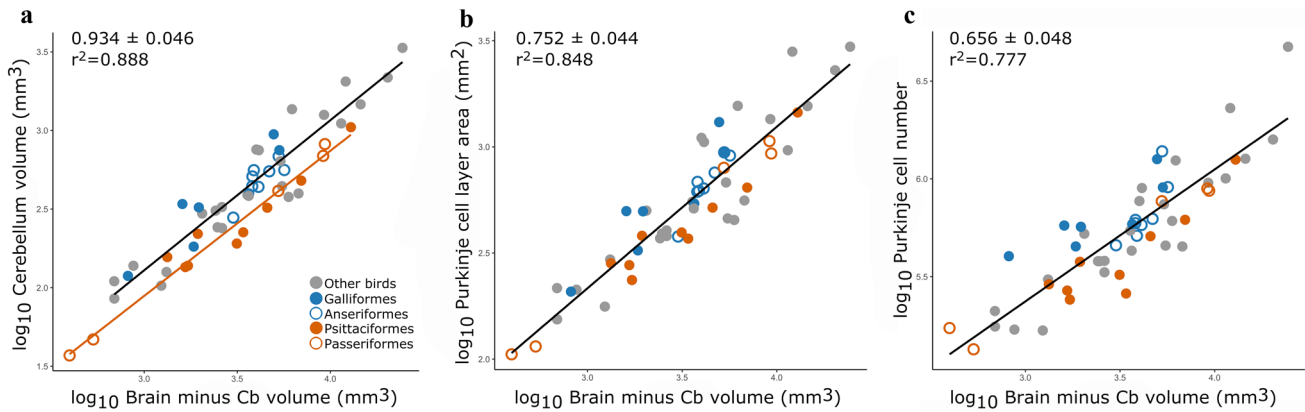 a
0.934 ± 0.046
r²=0.888
log₁₀ Cerebellum volume (mm³)
3.5
3.0
2.5
2.0
1.5
3.0
3.5
4.0
log₁₀ Brain minus Cb volume (mm³)
Other birds
Galliformes
Anseriformes
Psittaciformes
Passeriformes
b
0.752 ± 0.044
r²=0.848
log₁₀ Purkinje cell layer area (mm²)
3.5
3.0
2.5
2.0
3.0
3.5
4.0
log₁₀ Brain minus Cb volume (mm³)
c
0.656 ± 0.048
r²=0.777
log₁₀ Purkinje cell number
6.5
6.0
5.5
3.0
3.5
4.0
log₁₀ Brain minus Cb volume (mm³)